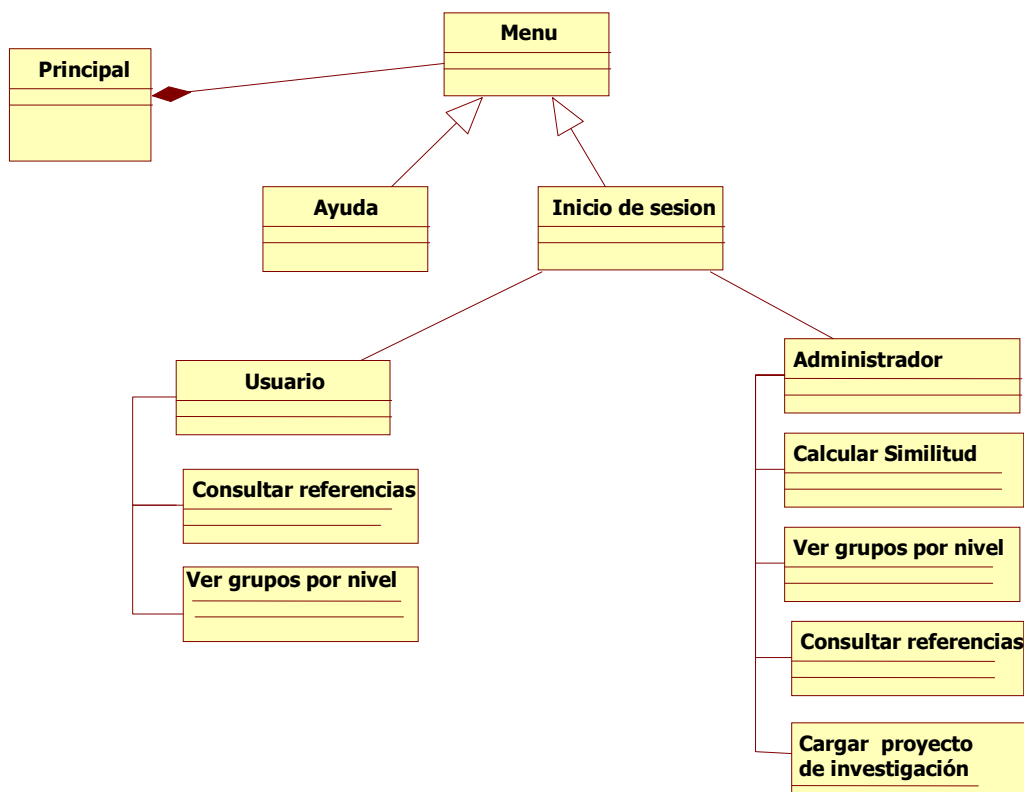 Menu
Principal
Ayuda
Inicio de sesion
Usuario
Administrador
Consultar referencias
Calcular Similitud
Ver grupos por nivel
Ver grupos por nivel
Consultar referencias
Cargar proyecto
de investigación